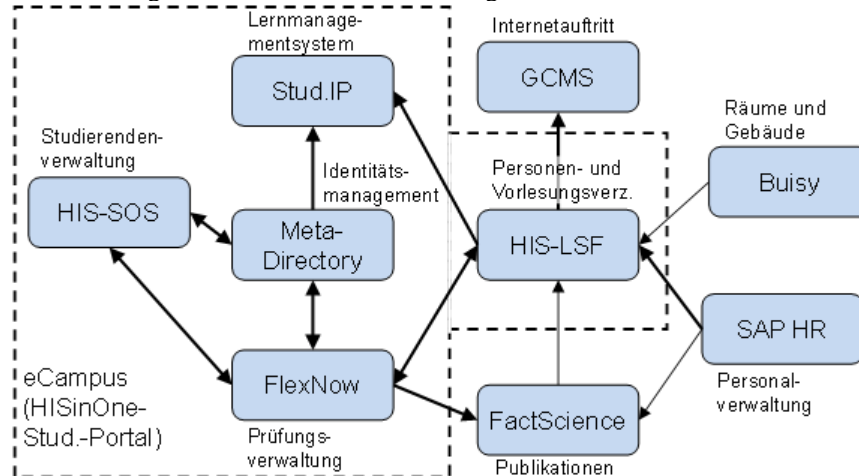 Lernmanage-
mentsystem
Stud.IP
Internetauftritt
GCMS
Räume und
Gebäude
Buisy
Studierenden-
verwaltung
HIS-SOS
Identitäts-
management
Meta-
Directory
Personen- und
Vorlesungsverz.
HIS-LSF
SAP HR
Personal-
verwaltung
eCampus
(HISinOne-
Stud.-Portal)
FlexNow
Prüfungs-
verwaltung
FactScience
Publikationen